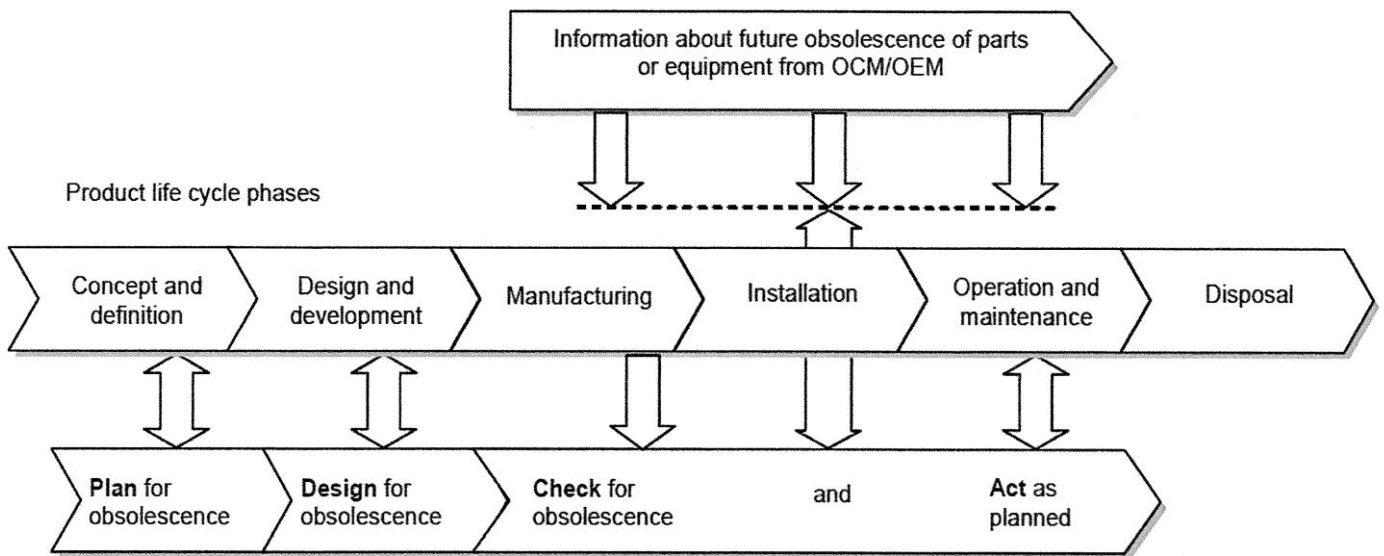 Information about future obsolescence of parts
or equipment from OCM/OEM
Product life cycle phases
Concept and
definition
Design and
development
Manufacturing
Installation
Operation and
maintenance
Disposal
Plan for
obsolescence
Design for
obsolescence
Check for
obsolescence
and
Act as
planned